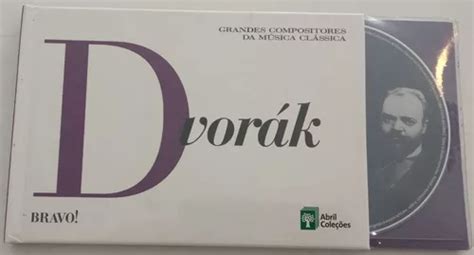 GRANDES COMPOSITORES
DA MÚSICA CLÁSSICA
Dvorák
BRAVO!
Abril
Coleções